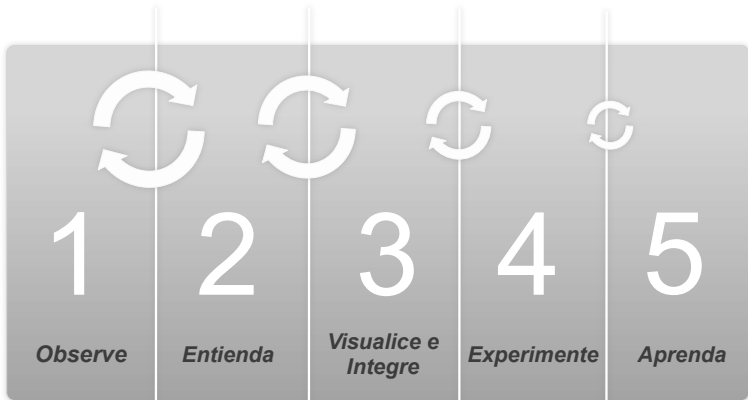 1
2
3
4
5
Observe
Entienda
Visualice e
Integre
Experimente
Aprenda